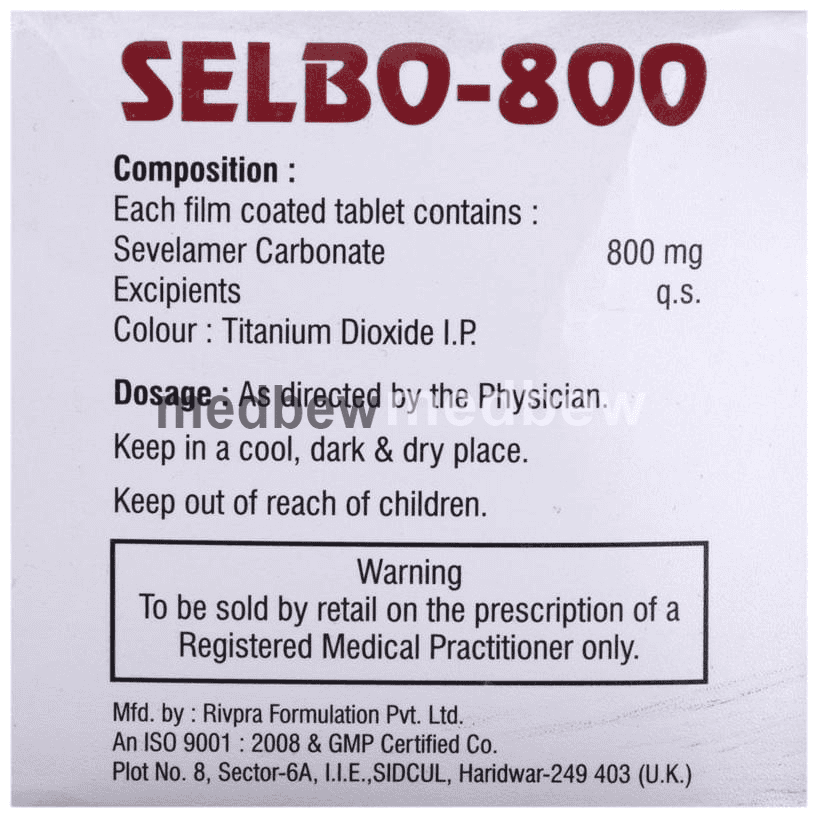 SELBO-800
Composition :
Each film coated tablet contains :
Sevelamer Carbonate 800 mg
Excipients q.s.
Colour : Titanium Dioxide I.P.
Dosage : As directed by the Physician.
medbew medbew
Keep in a cool, dark & dry place.
Keep out of reach of children.
Warning
To be sold by retail on the prescription of a
Registered Medical Practitioner only.
Mfd. by : Rivpra Formulation Pvt. Ltd.
An ISO 9001 : 2008 & GMP Certified Co.
Plot No. 8, Sector-6A, I.I.E.,SIDCUL, Haridwar-249 403 (U.K.)